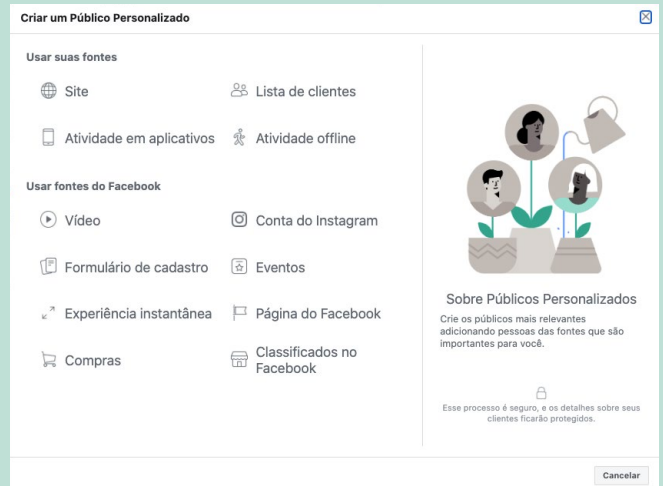 Criar um Público Personalizado
Usar suas fontes
Site
Lista de clientes
Atividade em aplicativos
Atividade offline
Usar fontes do Facebook
Vídeo
Conta do Instagram
Formulário de cadastro
Eventos
Experiência instantânea
Página do Facebook
Compras
Classificados no
Facebook
Sobre Públicos Personalizados
Crie os públicos mais relevantes
adicionando pessoas das fontes que são
importantes para você.
Esse processo é seguro, e os detalhes sobre seus
clientes ficarão protegidos.
Cancelar